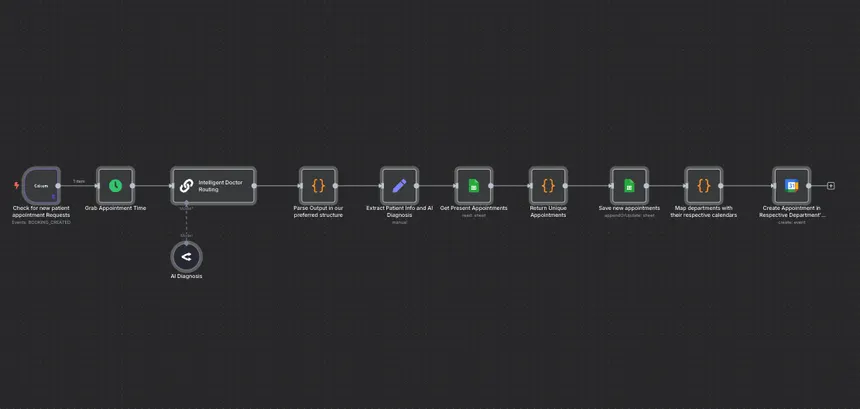 Cal.com
Check for new patient
appointment Requests
Events: BOOKING_CREATED
1 item
Grab Appointment Time
Intelligent Doctor
Routing
Model
AI Diagnosis
Parse Output in our
preferred structure
Extract Patient Info and AI
Diagnosis
manual
Get Present Appointments
read: sheet
Return Unique
Appointments
Save new appointments
appendOrUpdate: sheet
Map departments with
their respective calendars
Create Appointment in
Respective Department'...
create: event